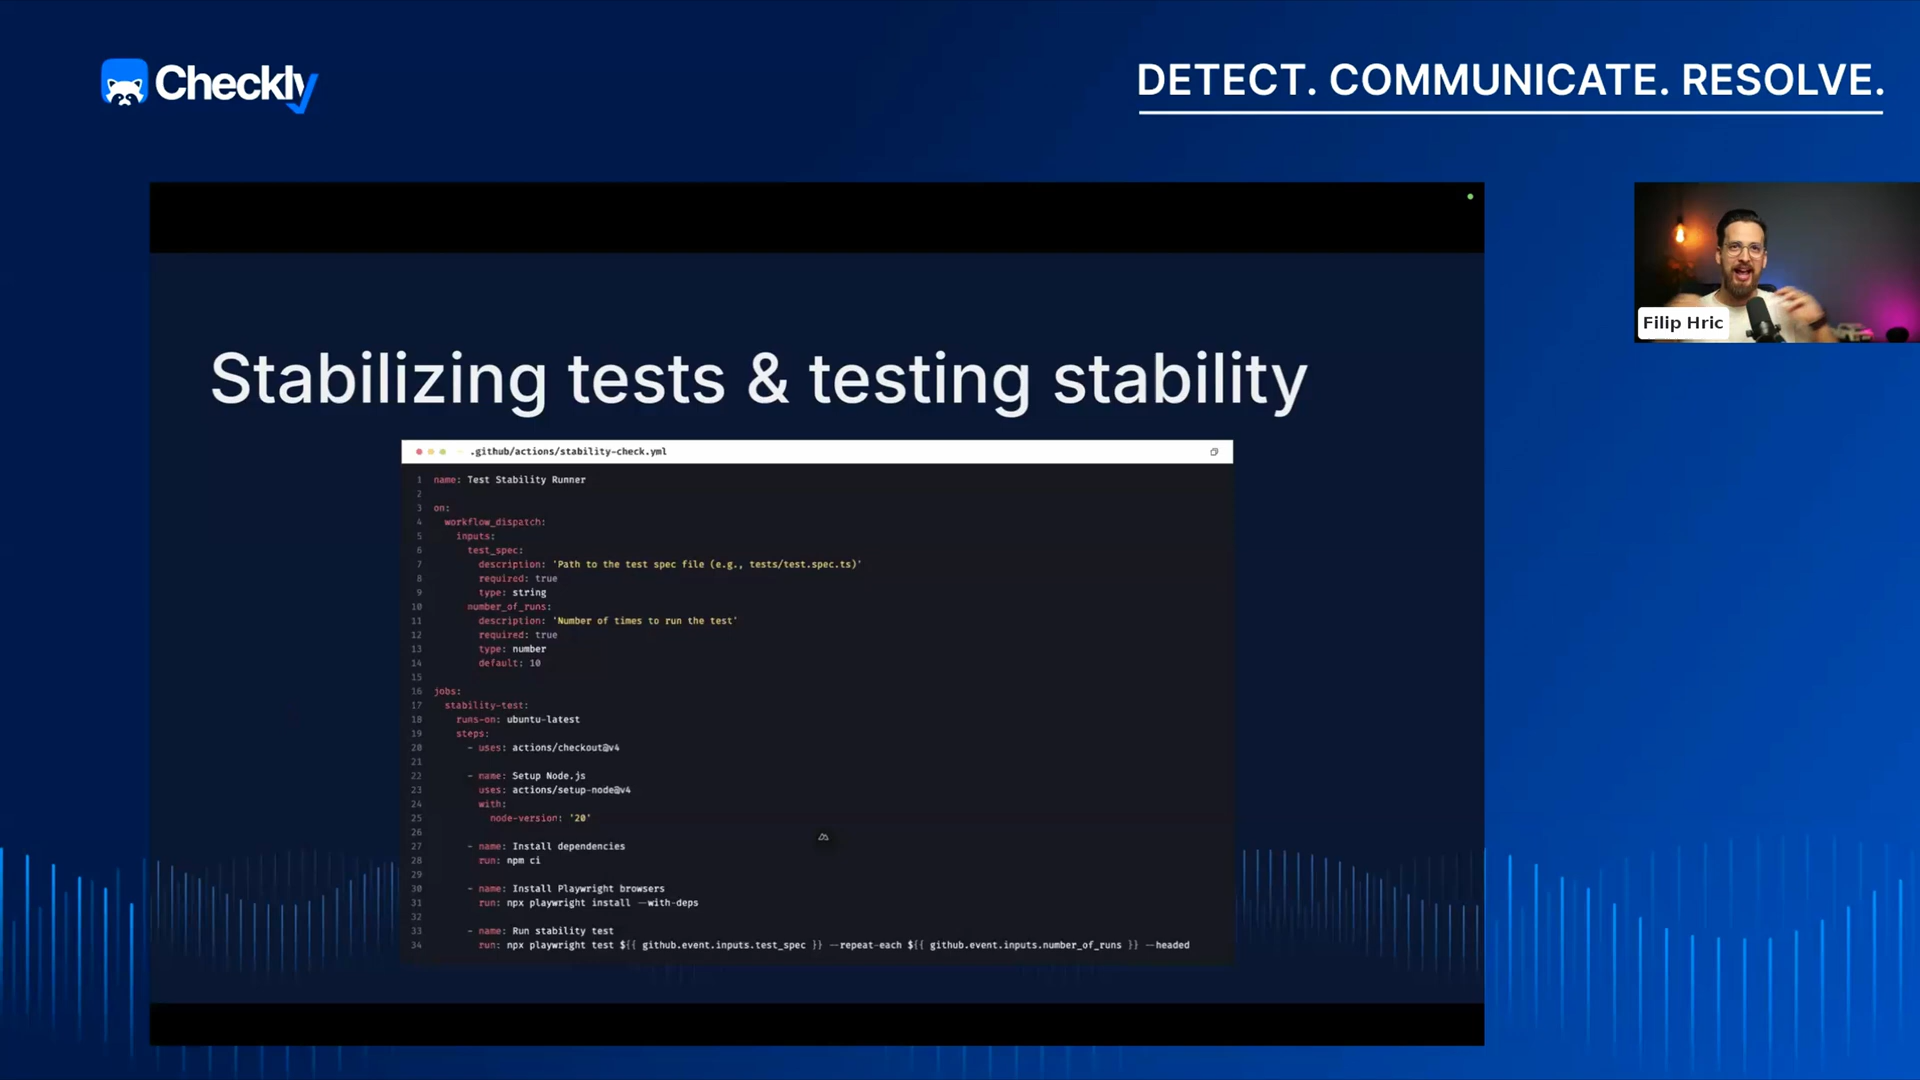 Checkly
DETECT. COMMUNICATE. RESOLVE.
Filip Hric
Stabilizing tests & testing stability
.github/actions/stability-check.yml
1 name: Test Stability Runner
2
3 on:
4 workflow_dispatch:
5 inputs:
6 test_spec:
7 description: 'Path to the test spec file (e.g., tests/test.spec.ts)'
8 required: true
9 type: string
10 number_of_runs:
11 description: 'Number of times to run the test'
12 required: true
13 type: number
14 default: 10
15
16 jobs:
17 stability-test:
18 runs-on: ubuntu-latest
19 steps:
20 - uses: actions/checkout@v4
21
22 - name: Setup Node.js
23 uses: actions/setup-node@v4
24 with:
25 node-version: '20'
26
27 - name: Install dependencies
28 run: npm ci
29
30 - name: Install Playwright browsers
31 run: npx playwright install --with-deps
32
33 - name: Run stability test
34 run: npx playwright test ${{ github.event.inputs.test_spec }} --repeat-each ${{ github.event.inputs.number_of_runs }} --headed